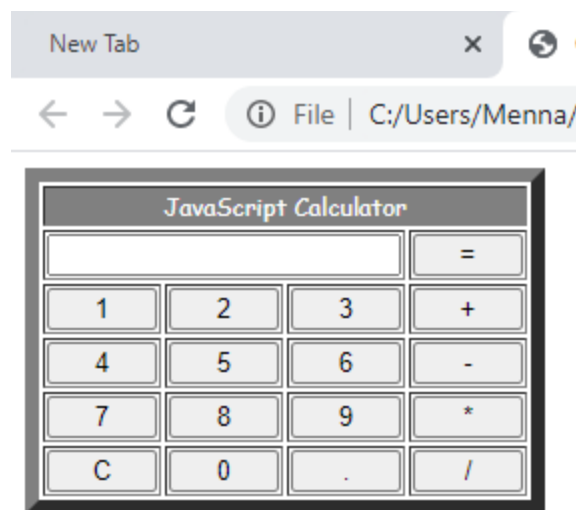 New Tab
File | C:/Users/Menna/
JavaScript Calculator
=
1 2 3 +
4 5 6 -
7 8 9 *
C 0 . /